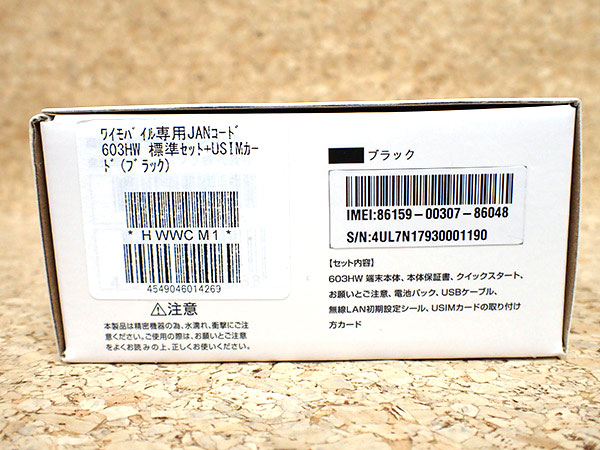 ﾜｲﾓﾊﾞｲﾙ専用JANｺｰﾄﾞ
603HW 標準ｾｯﾄ+USIMｶｰ
ﾄﾞ(ﾌﾞﾗｯｸ)
* HWWCM1 *
4549046014269
⚠注意
本製品は精密機器の為、水濡れ、衝撃にご注
意ください。ご使用の際は、お願いとご注意
をよくお読みの上、正しくお使いください。
ブラック
IMEI:86159-00307-86048
S/N:4UL7N17930001190
【セット内容】
603HW 端末本体、本体保証書、クイックスタート、
お願いとご注意、電池パック、USBケーブル、
無線LAN初期設定シール、USIMカードの取り付け
方カード